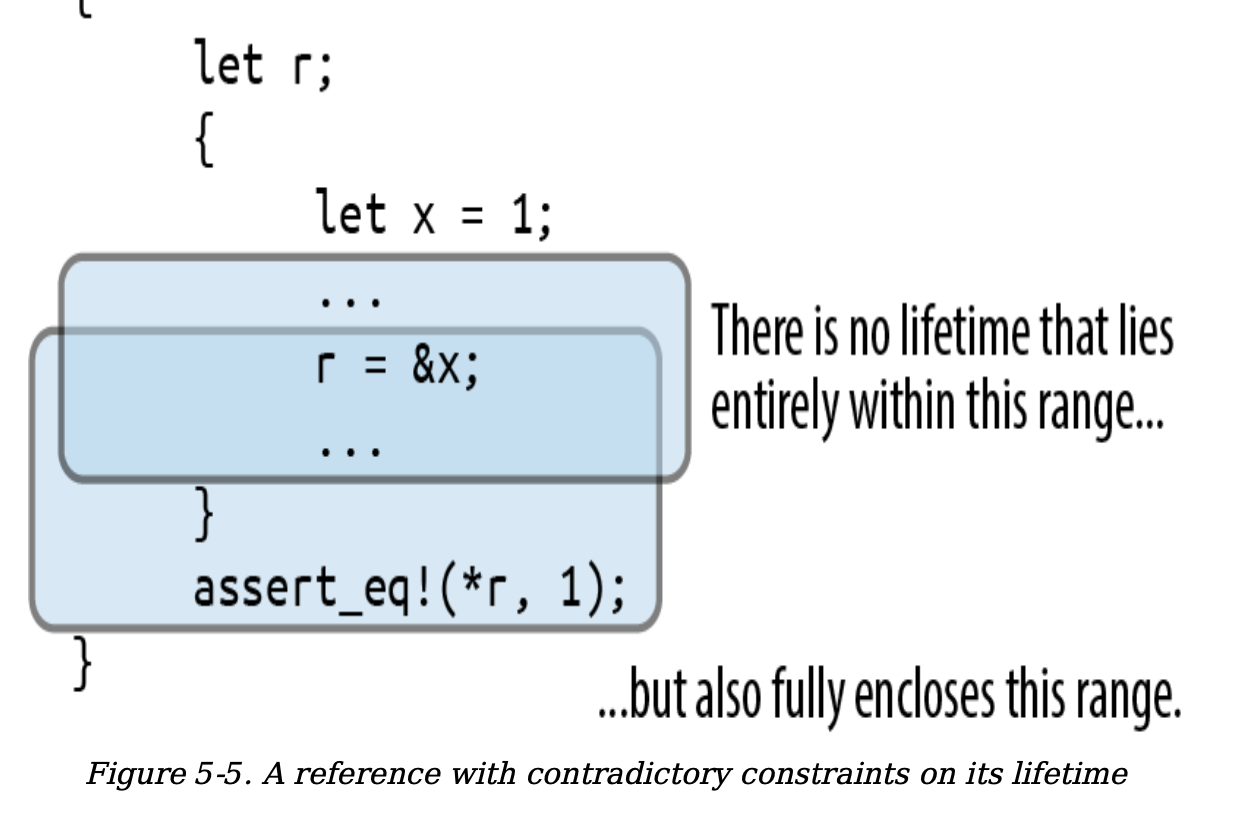 {
let r;
{
let x = 1;
...
r = &x;
...
}
assert_eq!(*r, 1);
}
There is no lifetime that lies
entirely within this range...
...but also fully encloses this range.
Figure 5-5. A reference with contradictory constraints on its lifetime